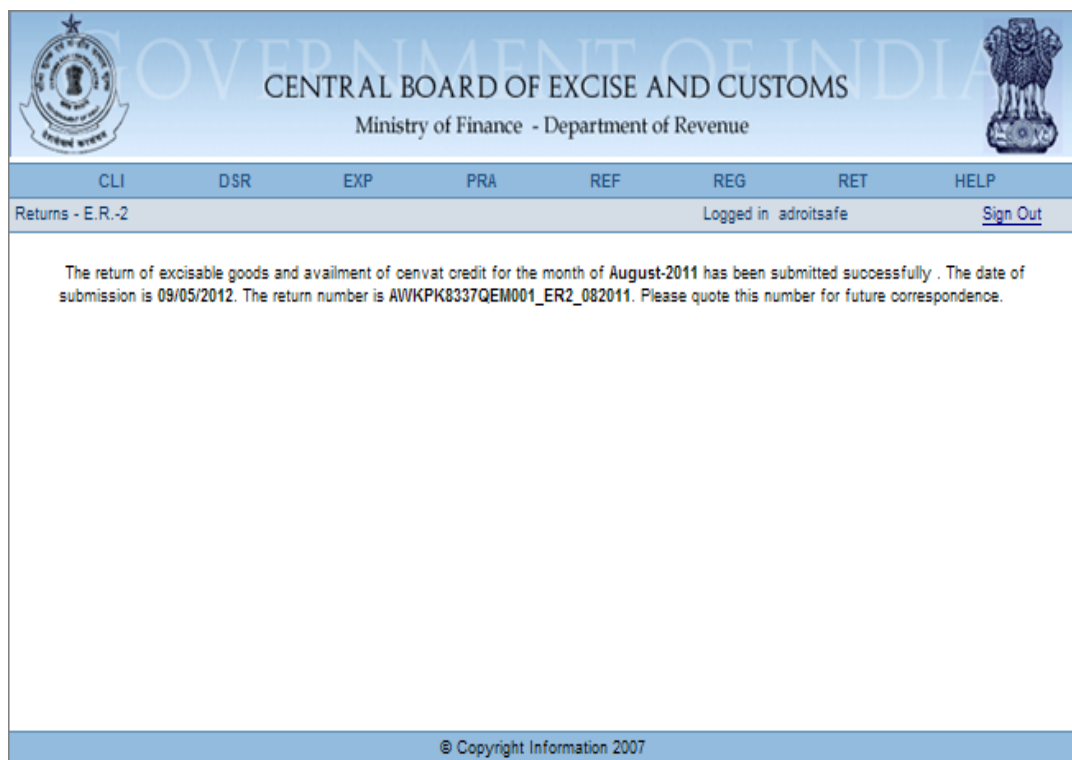 GOVERNMENT OF INDIA
CENTRAL BOARD OF EXCISE AND CUSTOMS
Ministry of Finance - Department of Revenue
CLI DSR EXP PRA REF REG RET HELP
Returns - E.R.-2 Logged in adroitsafe Sign Out
The return of excisable goods and availment of cenvat credit for the month of August-2011 has been submitted successfully . The date of
submission is 09/05/2012. The return number is AWKPK8337QEM001_ER2_082011. Please quote this number for future correspondence.
© Copyright Information 2007